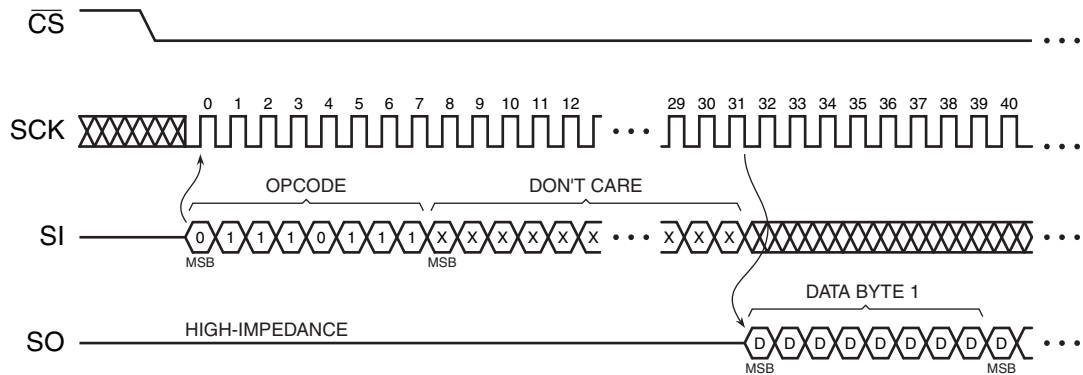 CS
0 1 2 3 4 5 6 7 8 9 10 11 12 29 30 31 32 33 34 35 36 37 38 39 40
SCK
OPCODE DON'T CARE
SI 0 1 1 1 0 1 1 1 X X X X X X X X X
MSB MSB
DATA BYTE 1
HIGH-IMPEDANCE
SO D D D D D D D D D
MSB MSB